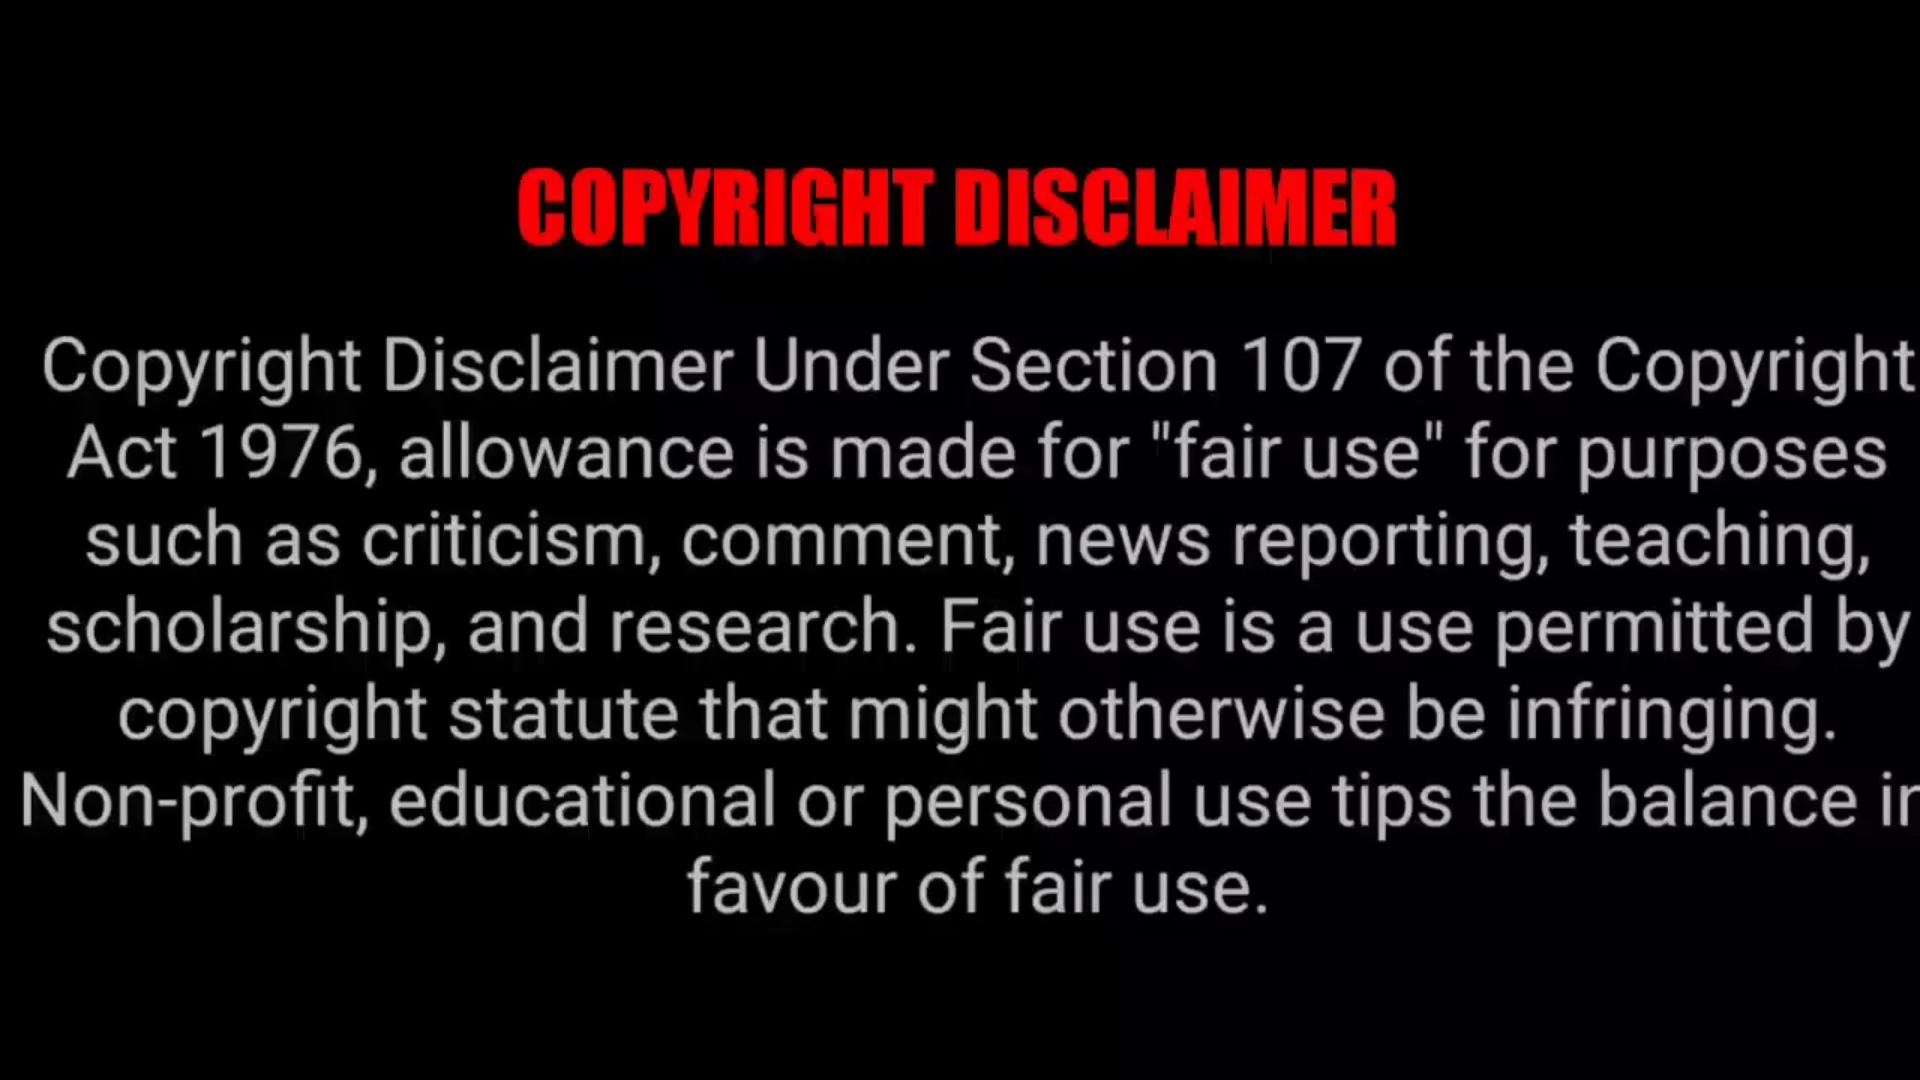 COPYRIGHT DISCLAIMER
Copyright Disclaimer Under Section 107 of the Copyright
Act 1976, allowance is made for "fair use" for purposes
such as criticism, comment, news reporting, teaching,
scholarship, and research. Fair use is a use permitted by
copyright statute that might otherwise be infringing.
Non-profit, educational or personal use tips the balance in
favour of fair use.